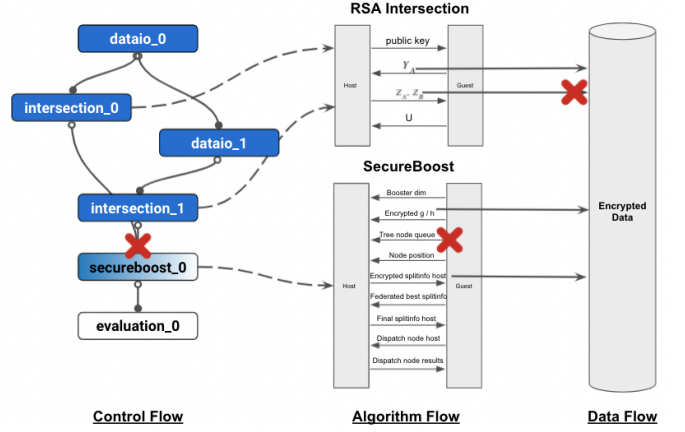 RSA Intersection
dataio_0
intersection_0
dataio_1
intersection_1
secureboost_0
evaluation_0
Host
public key
Y_A
Z_A, Z_B
U
Guest
SecureBoost
Host
Booster dim
Encrypted g / h
Tree node queue
Node position
Encrypted splitinfo host
Federated best splitinfo
Final splitinfo host
Dispatch node host
Dispatch node results
Guest
Encrypted
Data
Control Flow
Algorithm Flow
Data Flow